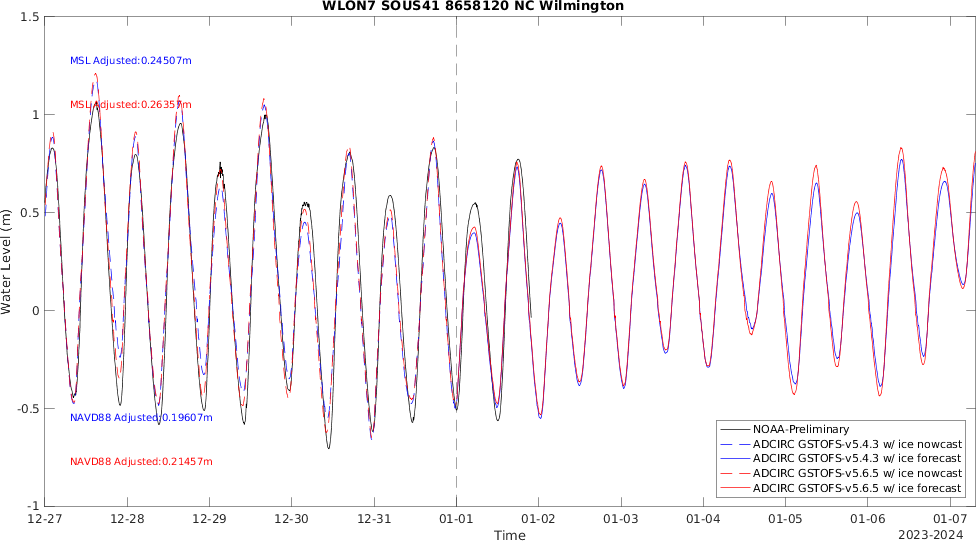 WLON7 SOUS41 8658120 NC Wilmington
1.5
1
0.5
0
-0.5
-1
Water Level (m)
MSL Adjusted:0.24507m
MSL Adjusted:0.26357m
NAVD88 Adjusted:0.19607m
NAVD88 Adjusted:0.21457m
NOAA-Preliminary
ADCIRC GSTOFS-v5.4.3 w/ ice nowcast
ADCIRC GSTOFS-v5.4.3 w/ ice forecast
ADCIRC GSTOFS-v5.6.5 w/ ice nowcast
ADCIRC GSTOFS-v5.6.5 w/ ice forecast
12-27 12-28 12-29 12-30 12-31 01-01 01-02 01-03 01-04 01-05 01-06 01-07
Time
2023-2024